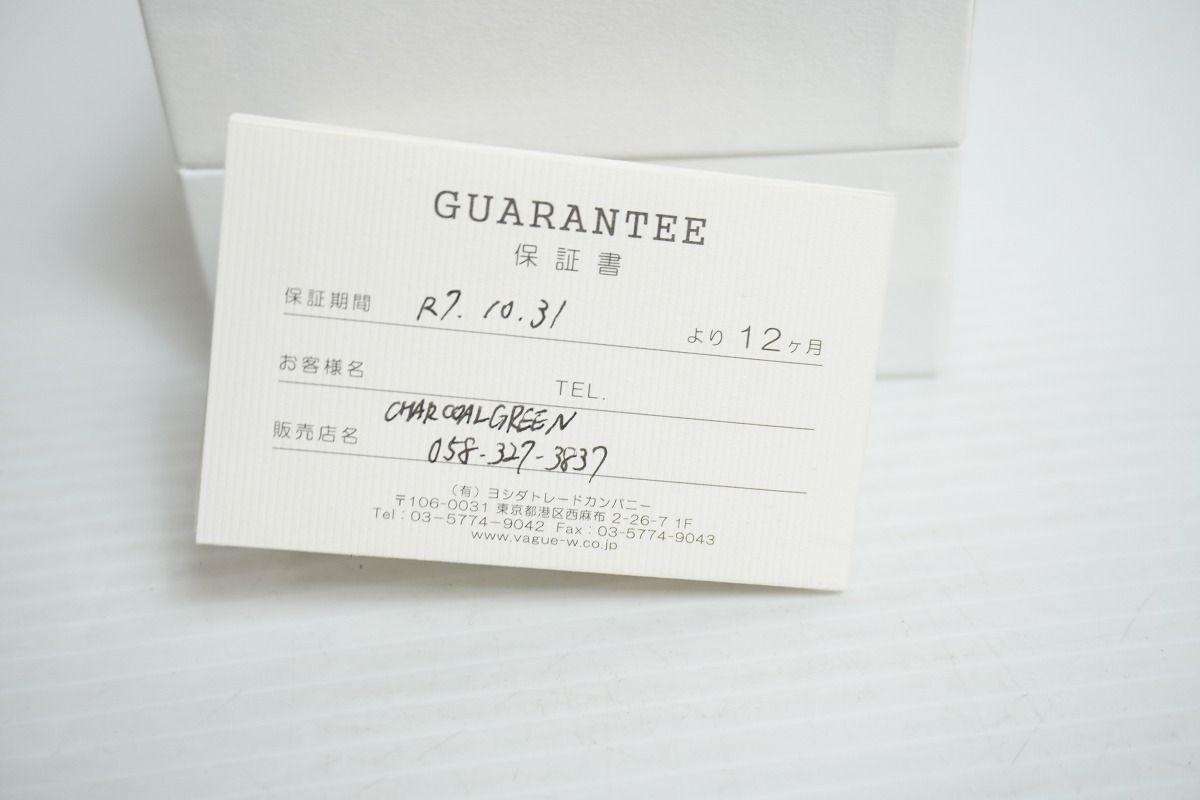 GUARANTEE
保証書
保証期間 R7.10.31 より 12ヶ月
お客様名 TEL.
CHARCOALGREEN
販売店名 058-327-3837
(有)ヨシダトレードカンパニー
〒106-0031 東京都港区西麻布 2-26-7 1F
Tel:03-5774-9042 Fax:03-5774-9043
www.vague-w.co.jp